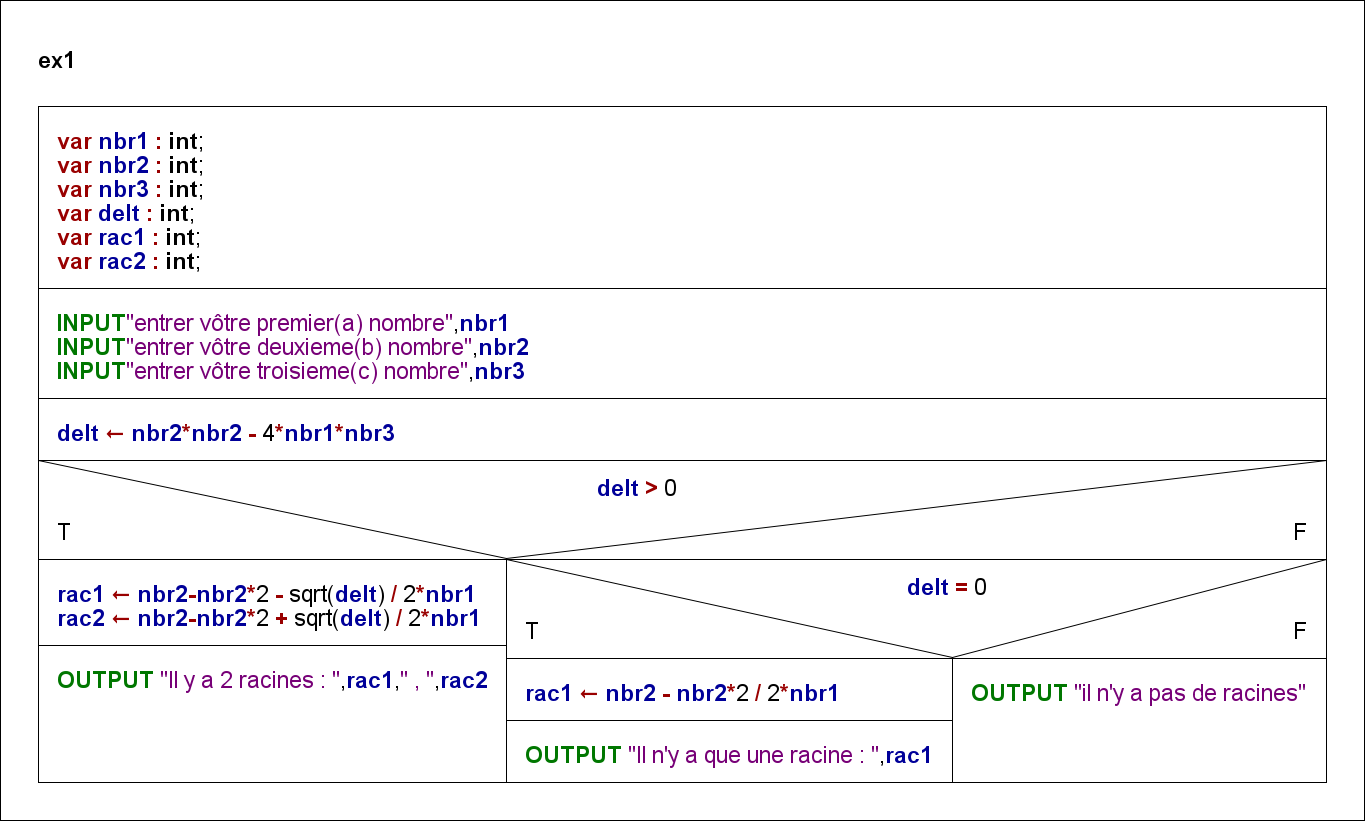 ex1
var nbr1 : int;
var nbr2 : int;
var nbr3 : int;
var delt : int;
var rac1 : int;
var rac2 : int;
INPUT"entrer vôtre premier(a) nombre",nbr1
INPUT"entrer vôtre deuxieme(b) nombre",nbr2
INPUT"entrer vôtre troisieme(c) nombre",nbr3
delt ← nbr2*nbr2 - 4*nbr1*nbr3
delt > 0
T
F
rac1 ← nbr2-nbr2*2 - sqrt(delt) / 2*nbr1
rac2 ← nbr2-nbr2*2 + sqrt(delt) / 2*nbr1
OUTPUT "Il y a 2 racines : ",rac1," , ",rac2
delt = 0
T
F
rac1 ← nbr2 - nbr2*2 / 2*nbr1
OUTPUT "Il n'y a que une racine : ",rac1
OUTPUT "il n'y a pas de racines"